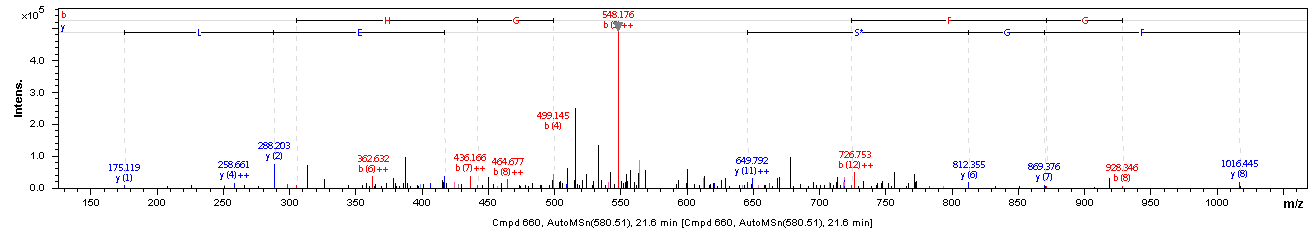 ×10⁵
b H G F G
y L E S* G F
548.176
4.0
3.0
2.0
1.0
0.0
Intens.
499.145
b (4)
175.119
y (1)
258.661
y (4)++
288.203
y (2)
362.632
b (6)++
436.166
b (7)++
464.677
b (8)++
649.792
y (11)++
726.753
b (12)++
812.355
y (6)
869.376
y (7)
928.346
b (8)
1016.445
y (8)
150 200 250 300 350 400 450 500 550 600 650 700 750 800 850 900 950 1000 m/z
Cmpd 660, AutoMSn(580.51), 21.6 min [Cmpd 660, AutoMSn(580.51), 21.6 min]